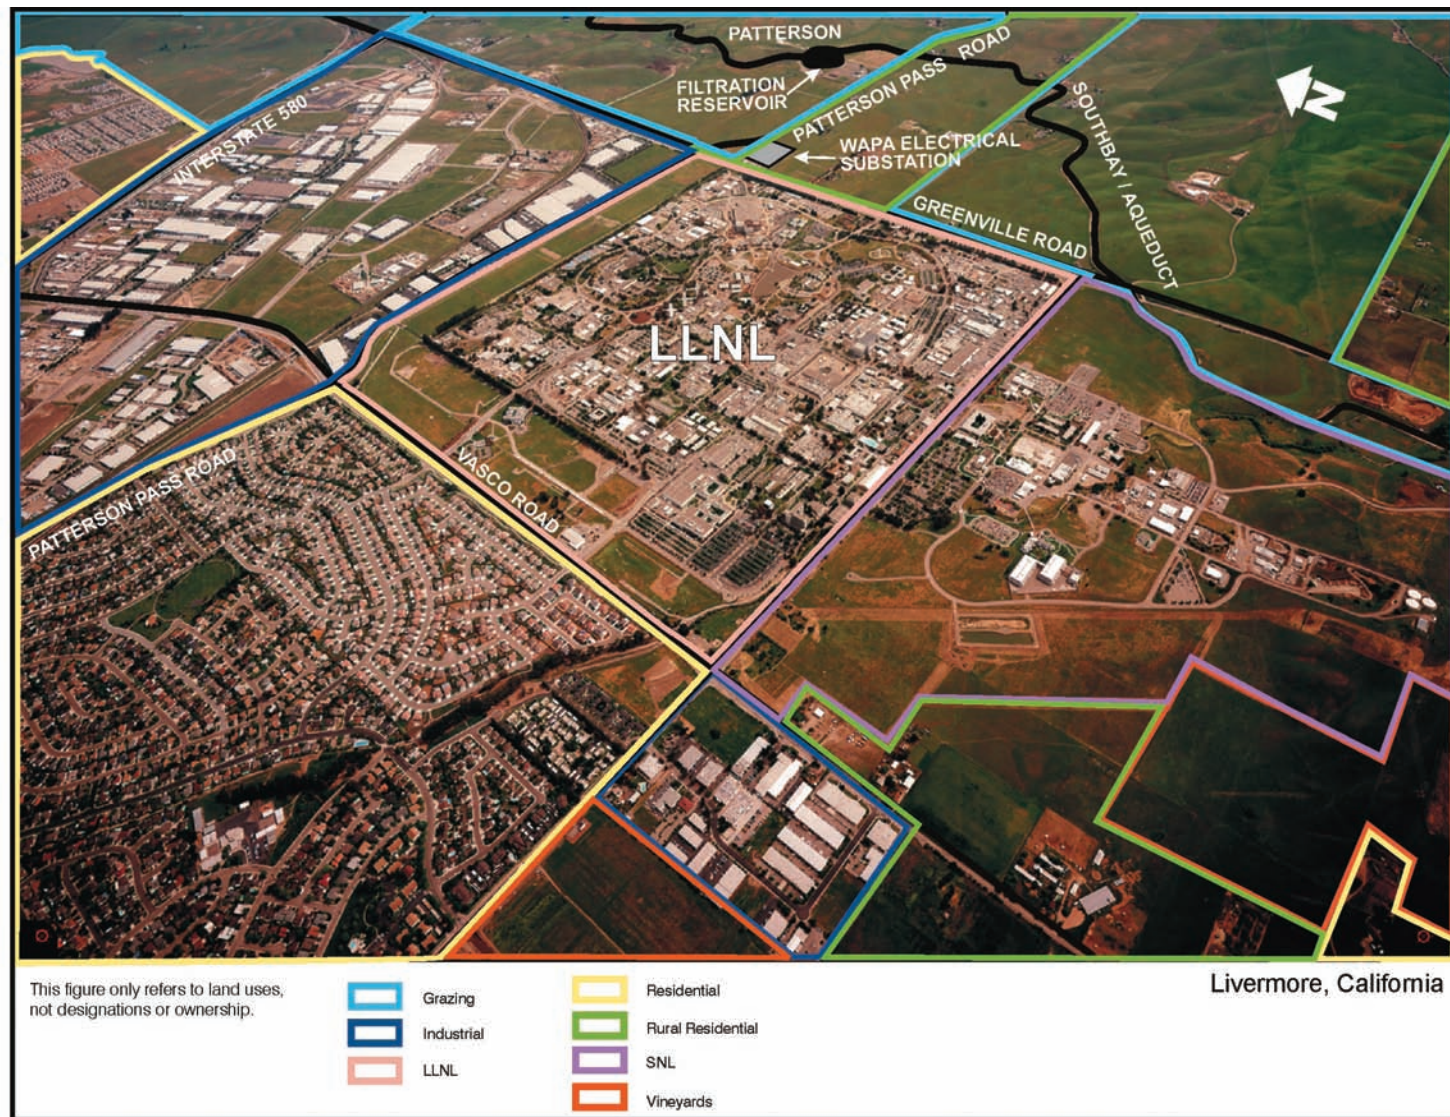 PATTERSON
PATTERSON PASS ROAD
FILTRATION
RESERVOIR
SOUTHBAY / AQUEDUCT
N
INTERSTATE 580
WAPA ELECTRICAL
SUBSTATION
GREENVILLE ROAD
LLNL
VASCO ROAD
PATTERSON PASS ROAD
This figure only refers to land uses,
not designations or ownership.
Grazing
Industrial
LLNL
Residential
Rural Residential
SNL
Vineyards
Livermore, California